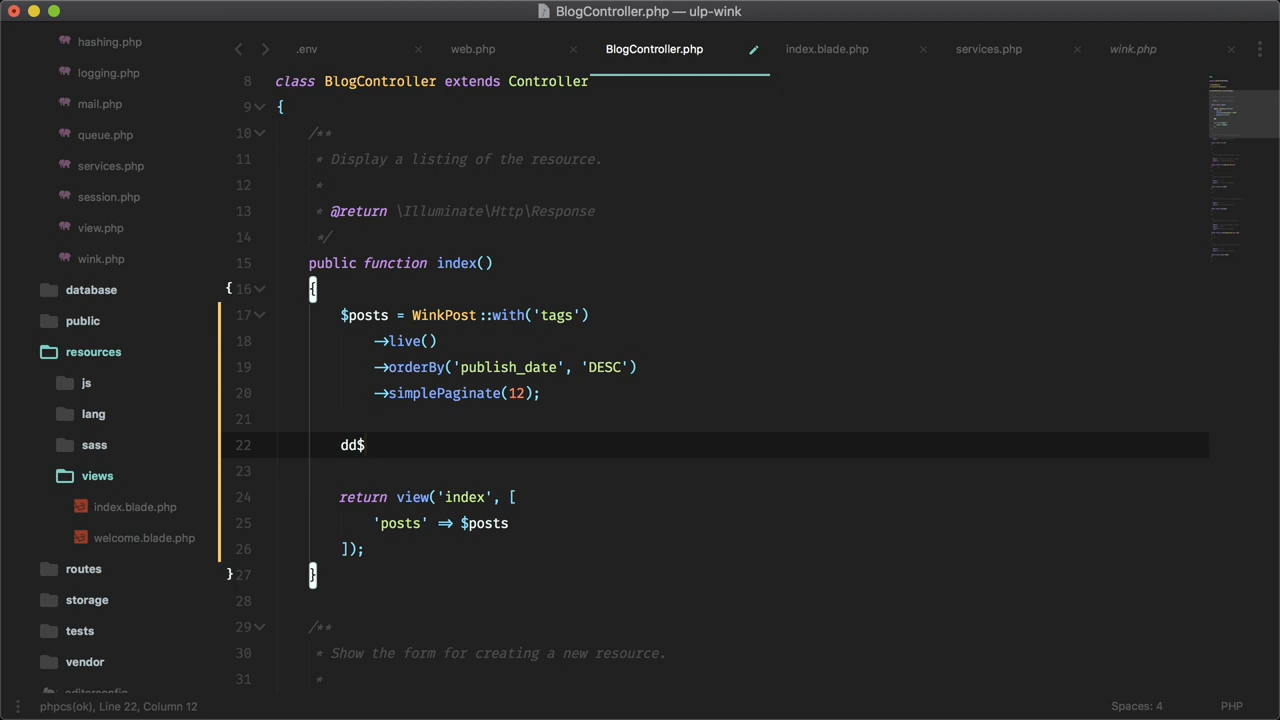 BlogController.php — ulp-wink
hashing.php
logging.php
mail.php
queue.php
services.php
session.php
view.php
wink.php
database
public
resources
js
lang
sass
views
index.blade.php
welcome.blade.php
routes
storage
tests
vendor
.editorconfig
.env
web.php
BlogController.php
index.blade.php
services.php
wink.php
8 class BlogController extends Controller
9 {
10 /**
11 * Display a listing of the resource.
12 *
13 * @return \Illuminate\Http\Response
14 */
15 public function index()
{ 16 {
17 $posts = WinkPost::with('tags')
18 ->live()
19 ->orderBy('publish_date', 'DESC')
20 ->simplePaginate(12);
21
22 dd$
23
24 return view('index', [
25 'posts' => $posts
26 ]);
} 27 }
28
29 /**
30 * Show the form for creating a new resource.
31 *
phpcs(ok), Line 22, Column 12
Spaces: 4
PHP